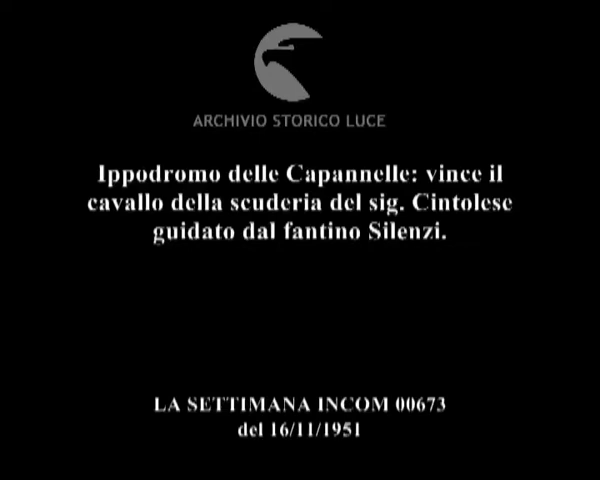 ARCHIVIO STORICO LUCE
Ippodromo delle Capannelle: vince il
cavallo della scuderia del sig. Cintolese
guidato dal fantino Silenzi.
LA SETTIMANA INCOM 00673
del 16/11/1951